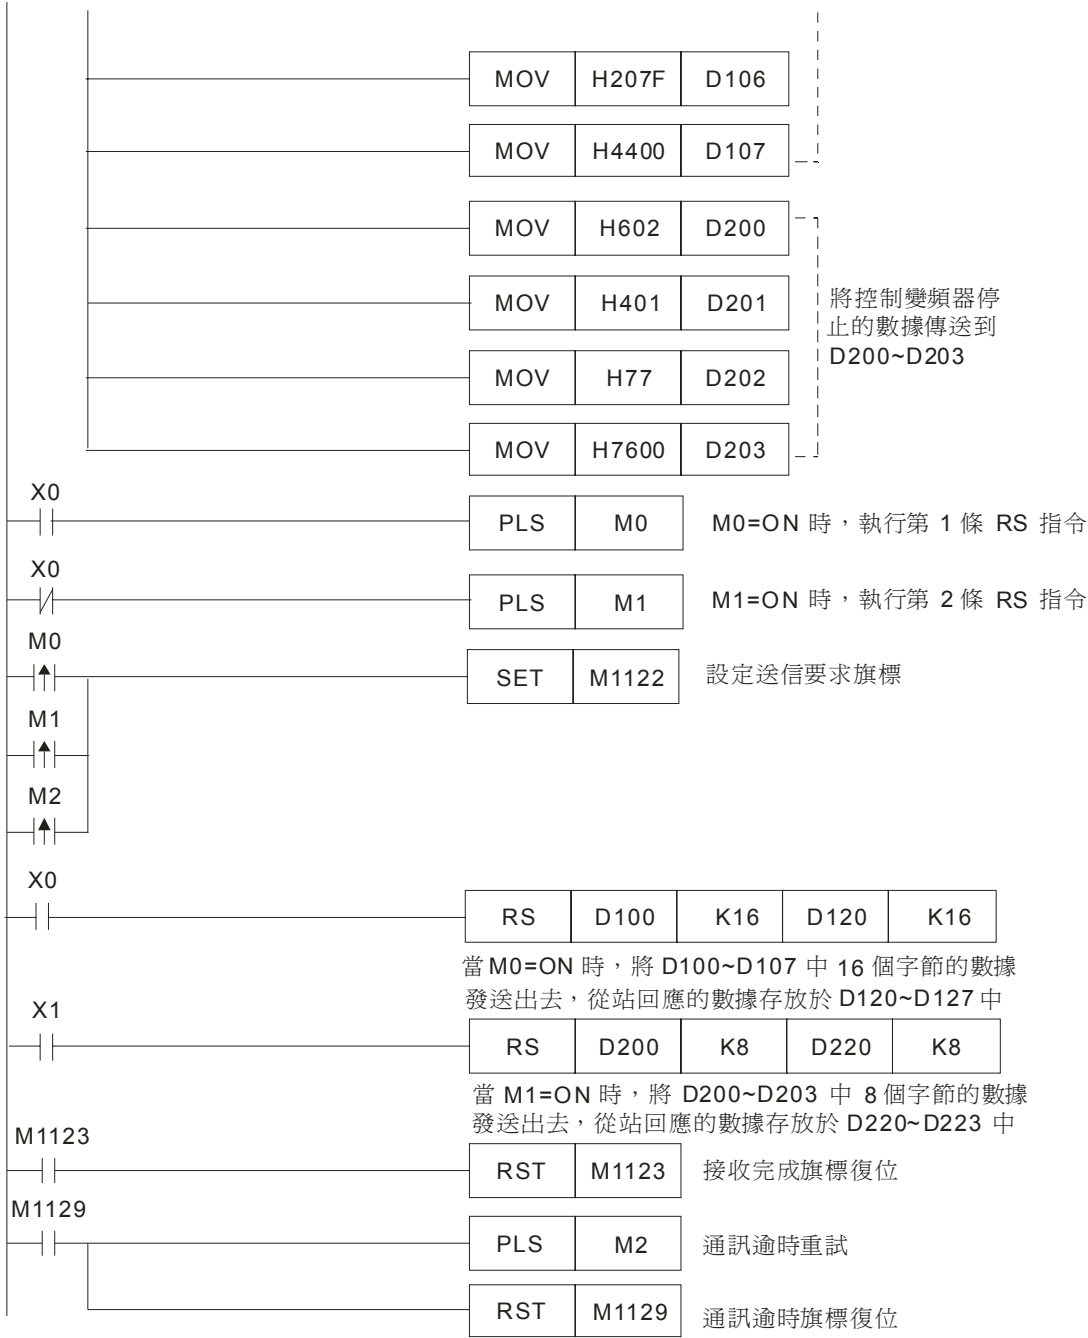 MOV H207F D106
MOV H4400 D107
MOV H602 D200
MOV H401 D201
將控制變頻器停
止的數據傳送到
D200~D203
MOV H77 D202
MOV H7600 D203
X0
PLS M0 M0=ON 時，執行第 1 條 RS 指令
X0
PLS M1 M1=ON 時，執行第 2 條 RS 指令
M0
SET M1122 設定送信要求旗標
M1
M2
X0
RS D100 K16 D120 K16
當 M0=ON 時，將 D100~D107 中 16 個字節的數據
發送出去，從站回應的數據存放於 D120~D127 中
X1
RS D200 K8 D220 K8
當 M1=ON 時，將 D200~D203 中 8 個字節的數據
發送出去，從站回應的數據存放於 D220~D223 中
M1123
RST M1123 接收完成旗標復位
M1129
PLS M2 通訊逾時重試
RST M1129 通訊逾時旗標復位